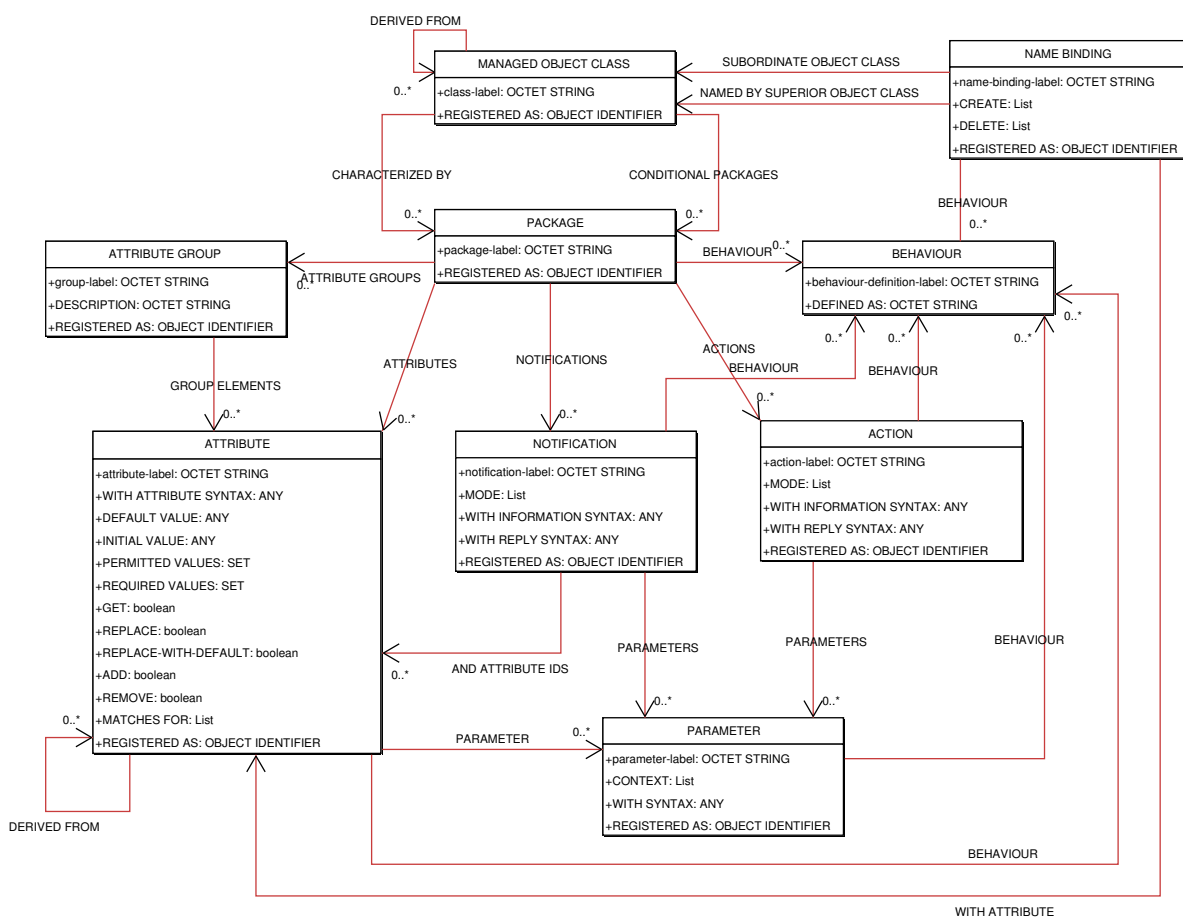 DERIVED FROM
MANAGED OBJECT CLASS
+class-label: OCTET STRING
+REGISTERED AS: OBJECT IDENTIFIER
0..*
SUBORDINATE OBJECT CLASS
NAMED BY SUPERIOR OBJECT CLASS
NAME BINDING
+name-binding-label: OCTET STRING
+CREATE: List
+DELETE: List
+REGISTERED AS: OBJECT IDENTIFIER
CHARACTERIZED BY
CONDITIONAL PACKAGES
BEHAVIOUR
0..*
0..*
0..*
PACKAGE
+package-label: OCTET STRING
+REGISTERED AS: OBJECT IDENTIFIER
BEHAVIOUR
0..*
ATTRIBUTE GROUP
+group-label: OCTET STRING
+DESCRIPTION: OCTET STRING
+REGISTERED AS: OBJECT IDENTIFIER
ATTRIBUTE GROUPS
0..*
BEHAVIOUR
+behaviour-definition-label: OCTET STRING
+DEFINED AS: OCTET STRING
0..*
0..*
0..*
0..*
GROUP ELEMENTS
0..*
ATTRIBUTES
0..*
NOTIFICATIONS
0..*
ACTIONS
0..*
BEHAVIOUR
BEHAVIOUR
ATTRIBUTE
+attribute-label: OCTET STRING
+WITH ATTRIBUTE SYNTAX: ANY
+DEFAULT VALUE: ANY
+INITIAL VALUE: ANY
+PERMITTED VALUES: SET
+REQUIRED VALUES: SET
+GET: boolean
+REPLACE: boolean
+REPLACE-WITH-DEFAULT: boolean
+ADD: boolean
+REMOVE: boolean
+MATCHES FOR: List
+REGISTERED AS: OBJECT IDENTIFIER
NOTIFICATION
+notification-label: OCTET STRING
+MODE: List
+WITH INFORMATION SYNTAX: ANY
+WITH REPLY SYNTAX: ANY
+REGISTERED AS: OBJECT IDENTIFIER
ACTION
+action-label: OCTET STRING
+MODE: List
+WITH INFORMATION SYNTAX: ANY
+WITH REPLY SYNTAX: ANY
+REGISTERED AS: OBJECT IDENTIFIER
AND ATTRIBUTE IDS
0..*
PARAMETERS
0..*
PARAMETERS
0..*
BEHAVIOUR
0..*
DERIVED FROM
PARAMETER
0..*
PARAMETER
+parameter-label: OCTET STRING
+CONTEXT: List
+WITH SYNTAX: ANY
+REGISTERED AS: OBJECT IDENTIFIER
BEHAVIOUR
WITH ATTRIBUTE